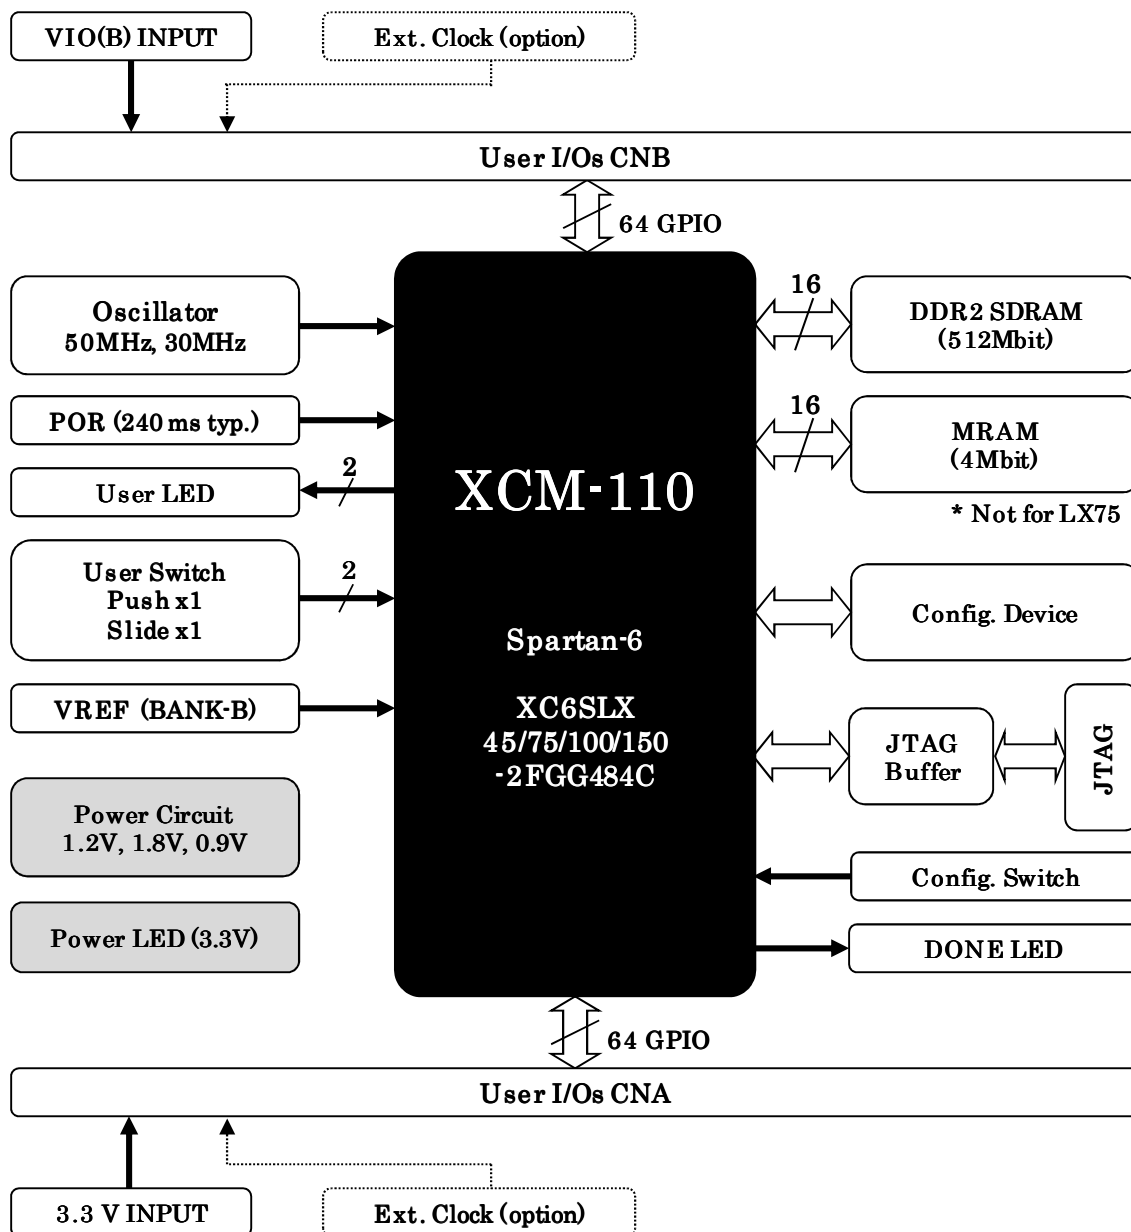 VIO(B) INPUT
Ext. Clock (option)
User I/Os CNB
64 GPIO
Oscillator
50MHz, 30MHz
POR (240 ms typ.)
User LED
2
User Switch
Push x1
Slide x1
2
VREF (BANK-B)
Power Circuit
1.2V, 1.8V, 0.9V
Power LED (3.3V)
XCM-110
Spartan-6
XC6SLX
45/75/100/150
-2FGG484C
16
DDR2 SDRAM
(512Mbit)
16
MRAM
(4Mbit)
* Not for LX75
Config. Device
JTAG
Buffer
JTAG
Config. Switch
DONE LED
64 GPIO
User I/Os CNA
3.3 V INPUT
Ext. Clock (option)